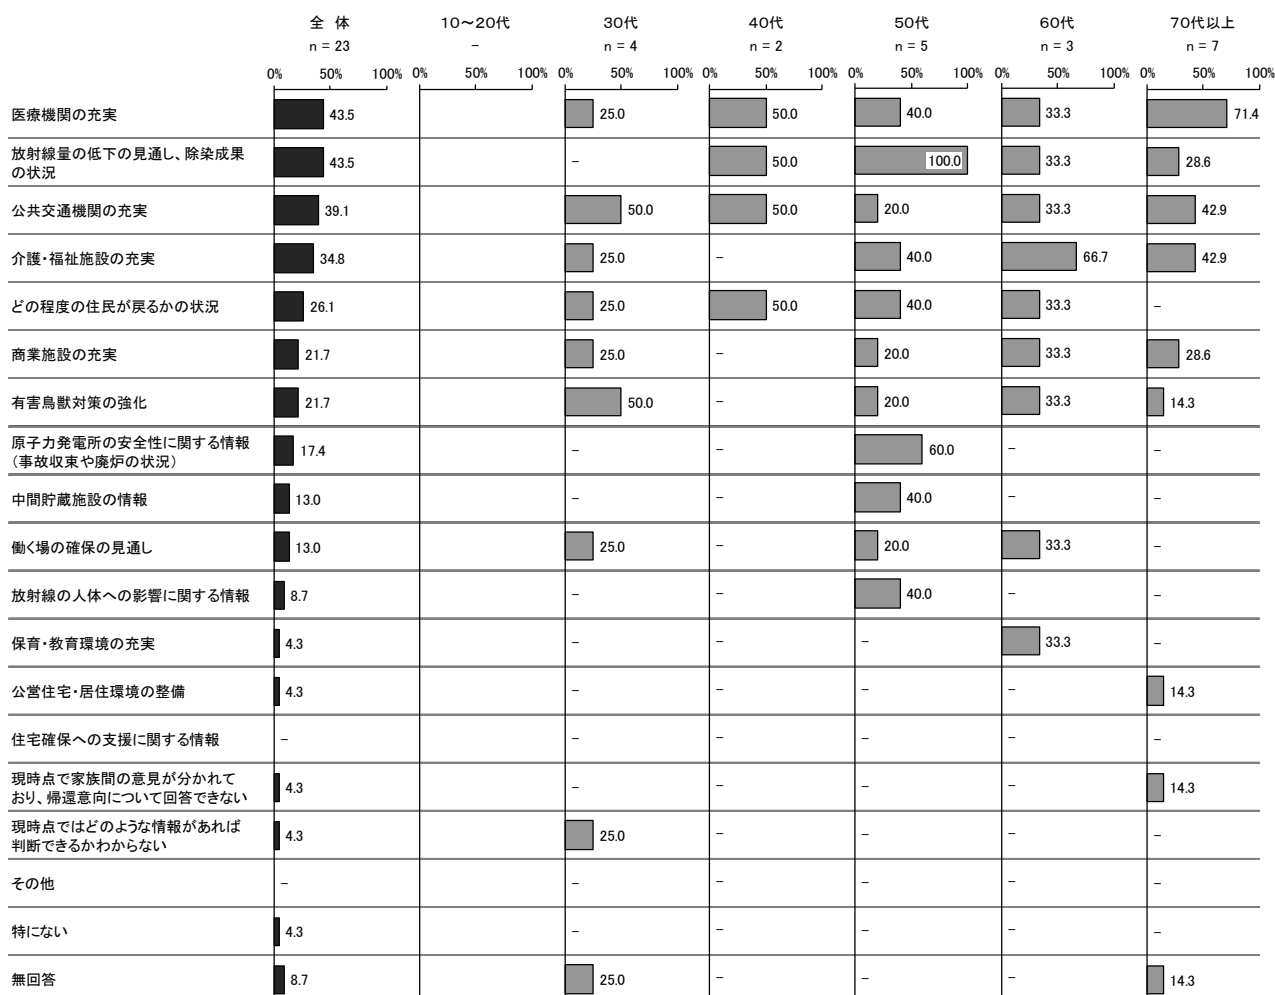 全 体 10～20代 30代 40代 50代 60代 70代以上
n = 23 － n = 4 n = 2 n = 5 n = 3 n = 7
0% 50% 100% 0% 50% 100% 0% 50% 100% 0% 50% 100% 0% 50% 100% 0% 50% 100% 0% 50% 100%
医療機関の充実 43.5 25.0 50.0 40.0 33.3 71.4
放射線量の低下の見通し、除染成果
の状況 43.5 － 50.0 100.0 33.3 28.6
公共交通機関の充実 39.1 50.0 50.0 20.0 33.3 42.9
介護・福祉施設の充実 34.8 25.0 － 40.0 66.7 42.9
どの程度の住民が戻るかの状況 26.1 25.0 50.0 40.0 33.3 －
商業施設の充実 21.7 25.0 － 20.0 33.3 28.6
有害鳥獣対策の強化 21.7 50.0 － 20.0 33.3 14.3
原子力発電所の安全性に関する情報
（事故収束や廃炉の状況） 17.4 － － 60.0 － －
中間貯蔵施設の情報 13.0 － － 40.0 － －
働く場の確保の見通し 13.0 25.0 － 20.0 33.3 －
放射線の人体への影響に関する情報 8.7 － － 40.0 － －
保育・教育環境の充実 4.3 － － － 33.3 －
公営住宅・居住環境の整備 4.3 － － － － 14.3
住宅確保への支援に関する情報 － － － － － －
現時点で家族間の意見が分かれて
おり、帰還意向について回答できない 4.3 － － － － 14.3
現時点ではどのような情報があれば
判断できるかわからない 4.3 25.0 － － － －
その他 － － － － － －
特にない 4.3 － － － － －
無回答 8.7 25.0 － － － 14.3